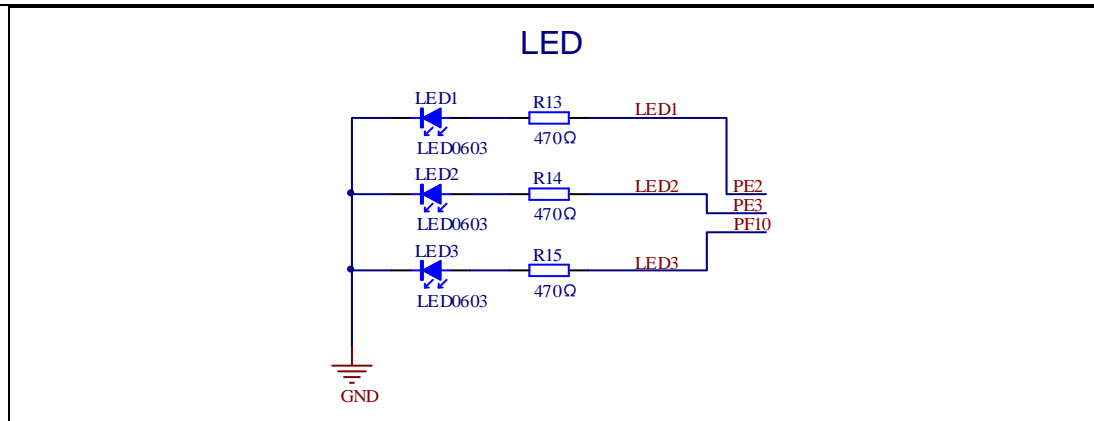 LED
LED1
R13
LED1
470Ω
LED0603
LED2
R14
LED2
PE2
470Ω
PE3
LED0603
PF10
LED3
R15
LED3
470Ω
LED0603
GND